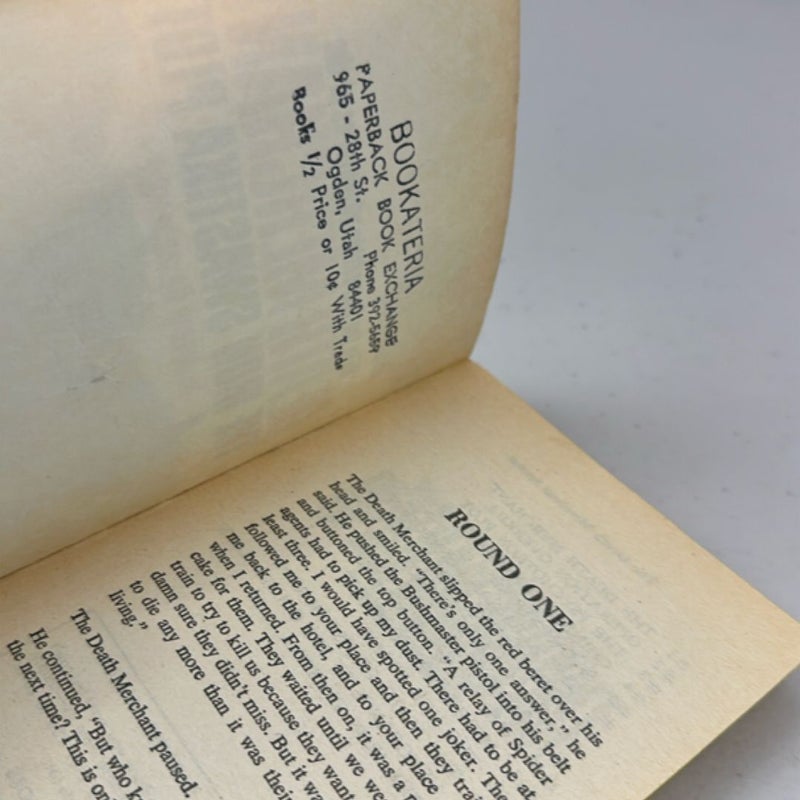 BOOKATERIA
PAPERBACK BOOK EXCHANGE
965 - 28th St. Phone 392-5659
Ogden, Utah 84401
Books 1/2 Price or 10¢ With Trade
ROUND ONE
The Death Merchant slipped the red beret over his
head and smiled. "There's only one answer," he
said. He pushed the Bushmaster pistol into his belt
and buttoned the top button. "A relay of Spider
agents had to pick up my dust. There had to be at
least three. I would have spotted one joker. The
followed me to your place and then they
me back to the hotel, and to your place
when I returned. From then on, it was a
cake for them. They waited until we
train to try to kill us because they
damn sure they didn't miss. But it
to die any more than it was
living."
The Death Merchant paused.
He continued, "But who
the next time? This is